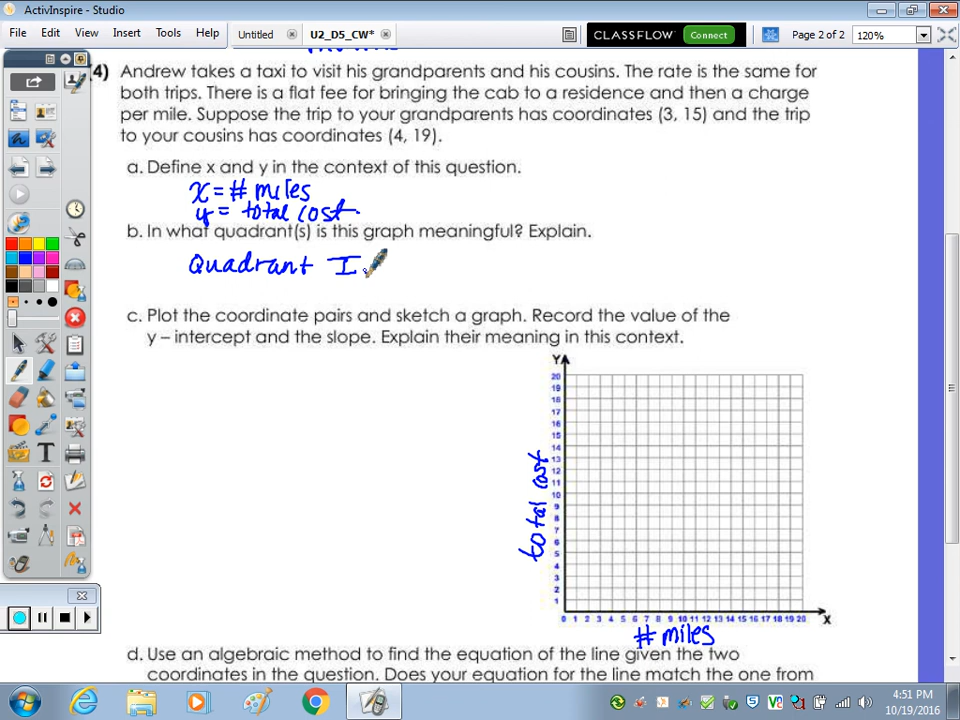 ActivInspire - Studio
File Edit View Insert Tools Help Untitled U2_D5_CW* CLASSFLOW Connect Page 2 of 2 120%
4) Andrew takes a taxi to visit his grandparents and his cousins. The rate is the same for
both trips. There is a flat fee for bringing the cab to a residence and then a charge
per mile. Suppose the trip to your grandparents has coordinates (3, 15) and the trip
to your cousins has coordinates (4, 19).
a. Define x and y in the context of this question.
x = # miles
y = total cost
b. In what quadrant(s) is this graph meaningful? Explain.
Quadrant I
c. Plot the coordinate pairs and sketch a graph. Record the value of the
y – intercept and the slope. Explain their meaning in this context.
Y
20
19
18
17
16
15
14
13
12
11
10
9
8
7
6
5
4
3
2
1
total cost
0 1 2 3 4 5 6 7 8 9 10 11 12 13 14 15 16 17 18 19 20 X
# miles
d. Use an algebraic method to find the equation of the line given the two
coordinates in the question. Does your equation for the line match the one from
4:51 PM
10/19/2016